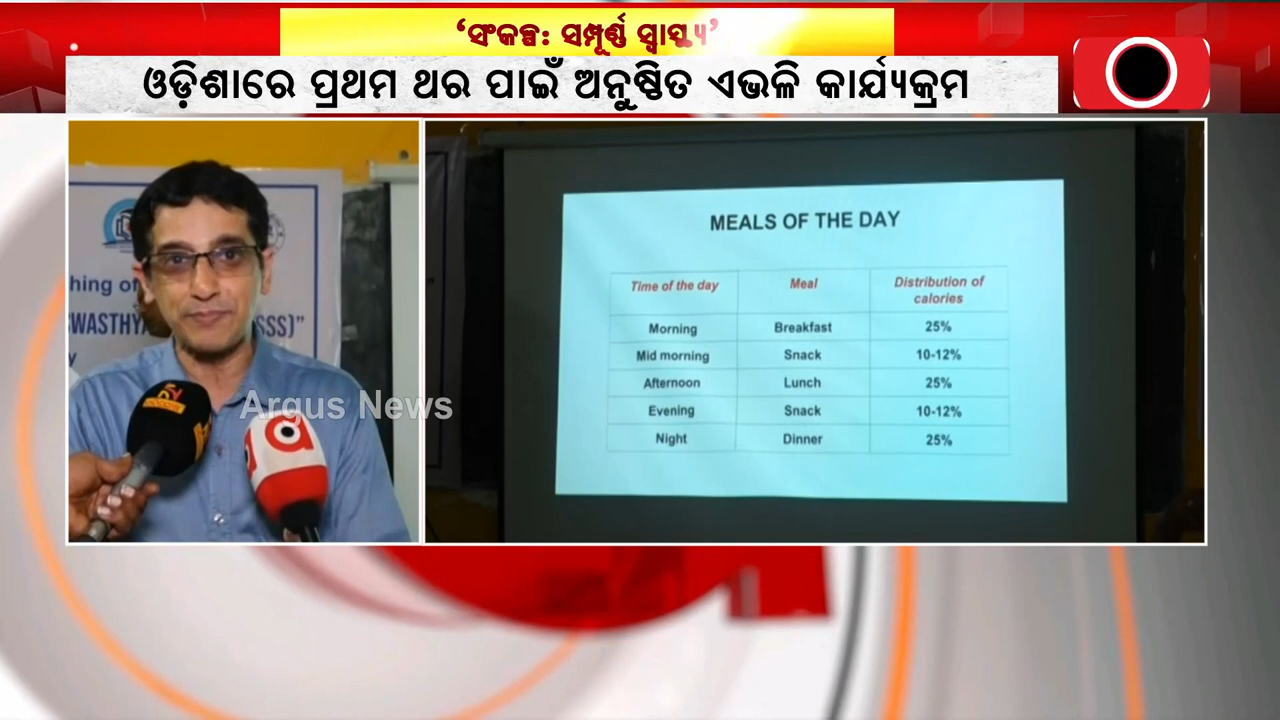 ‘ସଂକଳ୍ପ: ସମ୍ପୂର୍ଣ୍ଣ ସ୍ୱାସ୍ଥ୍ୟ’
ଓଡ଼ିଶାରେ ପ୍ରଥମ ଥର ପାଇଁ ଅନୁଷ୍ଠିତ ଏଭଳି କାର୍ଯ୍ୟକ୍ରମ
hing of
SWASTHYA
SSS)”
y
Argus News
MEALS OF THE DAY
Time of the day Meal Distribution of calories
Morning Breakfast 25%
Mid morning Snack 10-12%
Afternoon Lunch 25%
Evening Snack 10-12%
Night Dinner 25%